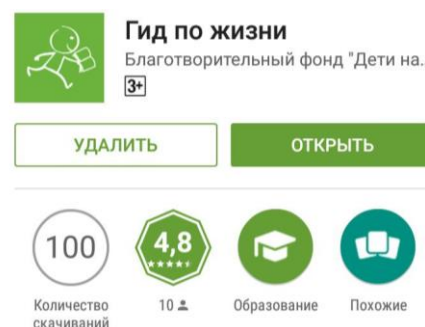 Гид по жизни
Благотворительный фонд "Дети на..
3+
УДАЛИТЬ
ОТКРЫТЬ
100
4,8
Количество
скачиваний
10
Образование
Похожие